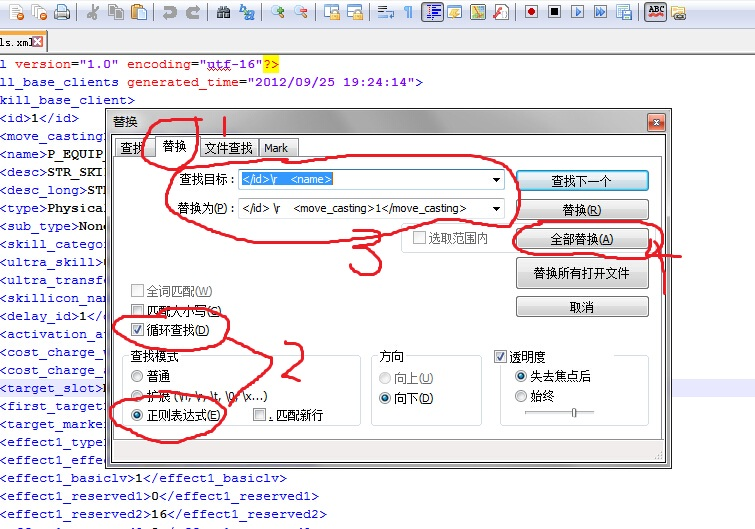 ABC
ls.xml
l version="1.0" encoding="utf-16"?>
ll_base_clients generated_time="2012/09/25 19:24:14">
kill_base_client>
<id>1</id>
<move_casting>
<name>P_EQUIP_
<desc>STR_SKI
<desc_long>ST
<type>Physical
<sub_type>None
<skill_catego
<ultra_skill>
<ultra_transf
<skillicon_na
<delay_id>1</
<activation_a
<cost_charge_
<cost_charge_
<target_slot>
<first_target
<target_marke
<effect1_type
<effect1_effe
<effect1_basiclv>1</effect1_basiclv>
<effect1_reserved1>0</effect1_reserved1>
<effect1_reserved2>16</effect1_reserved2>
替换
1
查找
替换
文件查找
Mark
查找目标:
</id>\r    <name>
查找下一个
替换为(P):
</id> \r    <move_casting>1</move_casting>
替换(R)
3
选取范围内
全部替换(A)
4
替换所有打开文件
取消
全词匹配(W)
匹配大小写(C)
循环查找(D)
2
查找模式
普通
扩展 (\n, \r, \t, \0, \x...)
正则表达式(E)
. 匹配新行
方向
向上(U)
向下(D)
透明度
失去焦点后
始终